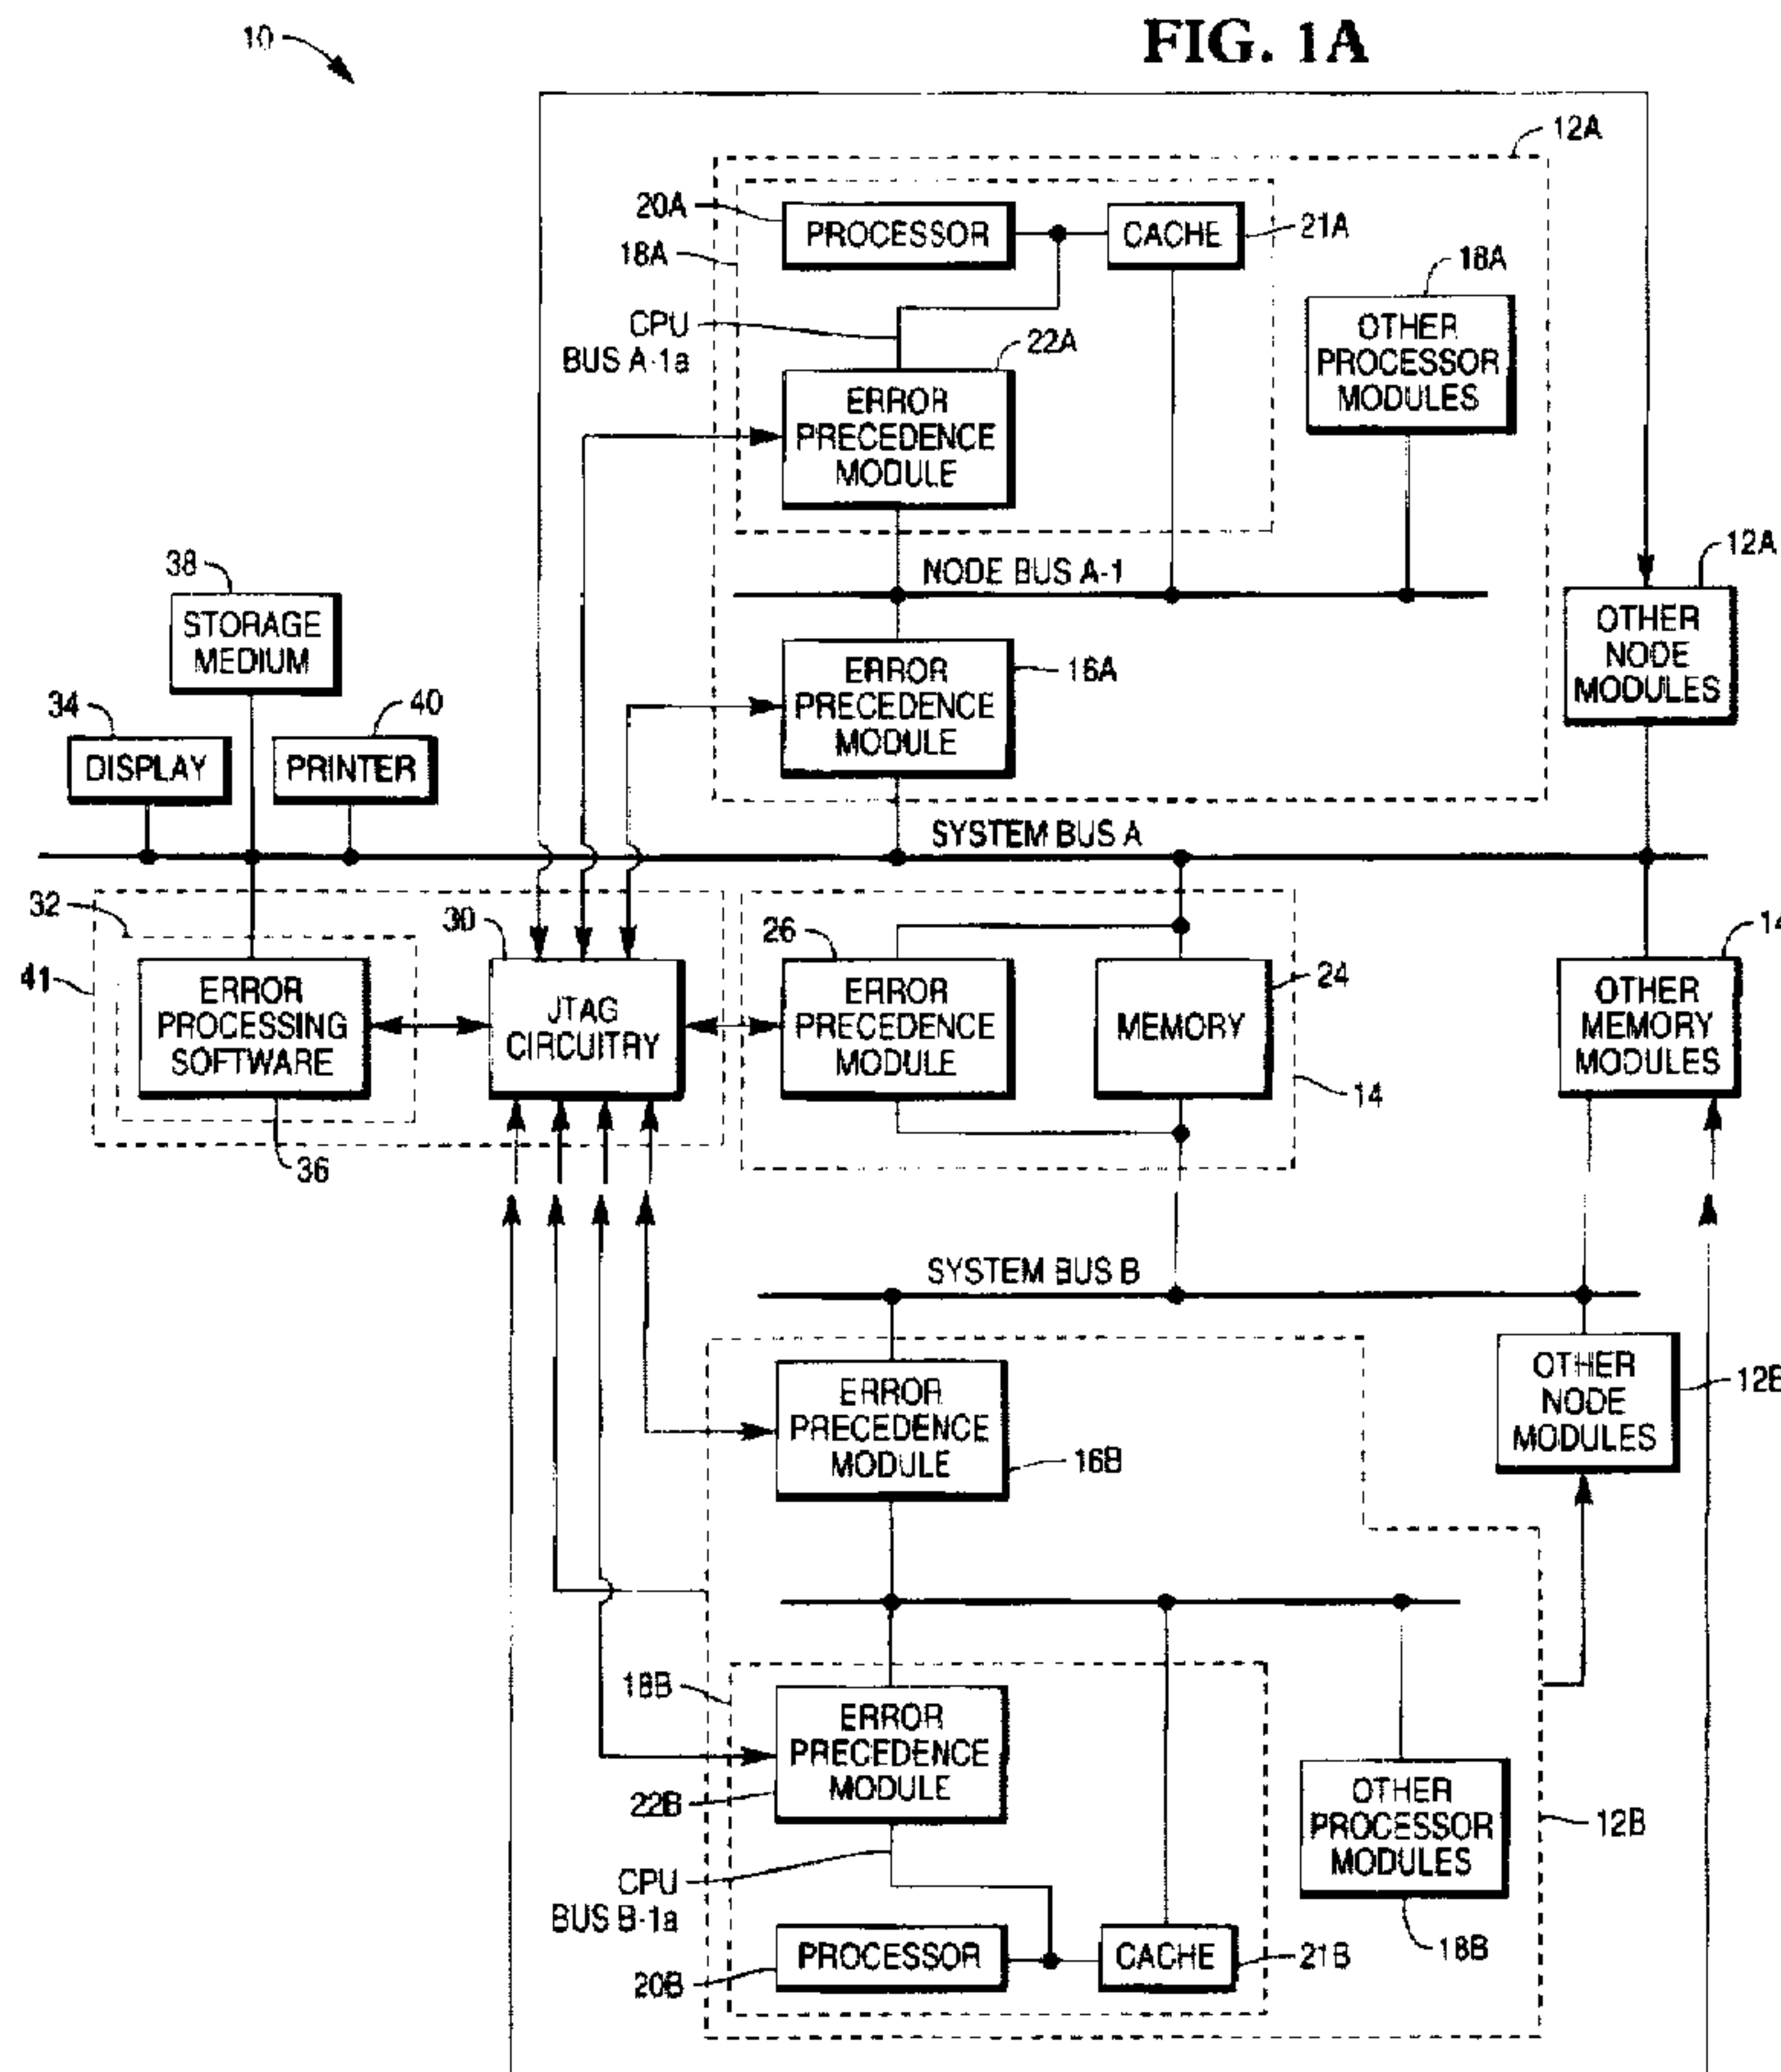 FIG. 1A
10
12A
20A
PROCESSOR
CACHE
21A
18A
18A
OTHER
PROCESSOR
MODULES
CPU
BUS A-1a
22A
ERROR
PRECEDENCE
MODULE
NODE BUS A-1
12A
OTHER
NODE
MODULES
38
STORAGE
MEDIUM
ERROR
PRECEDENCE
MODULE
16A
34
DISPLAY
40
PRINTER
SYSTEM BUS A
32
41
ERROR
PROCESSING
SOFTWARE
36
30
JTAG
CIRCUITRY
26
ERROR
PRECEDENCE
MODULE
24
MEMORY
14
14
OTHER
MEMORY
MODULES
SYSTEM BUS B
ERROR
PRECEDENCE
MODULE
16B
OTHER
NODE
MODULES
12B
18B
ERROR
PRECEDENCE
MODULE
22B
OTHER
PROCESSOR
MODULES
12B
CPU
BUS B-1a
PROCESSOR
20B
CACHE
21B
18B